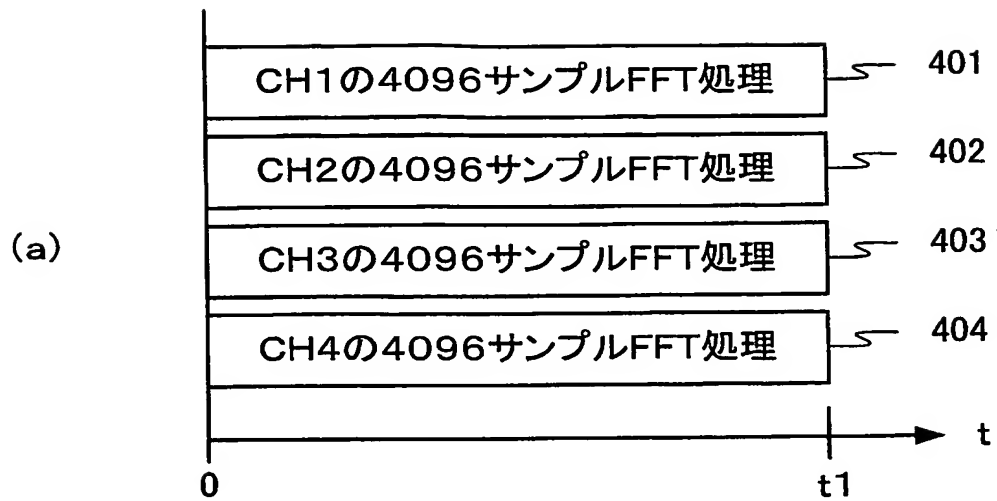 CH1の4096サンプルFFT処理 401
CH2の4096サンプルFFT処理 402
(a)
CH3の4096サンプルFFT処理 403
CH4の4096サンプルFFT処理 404
t
0 t1